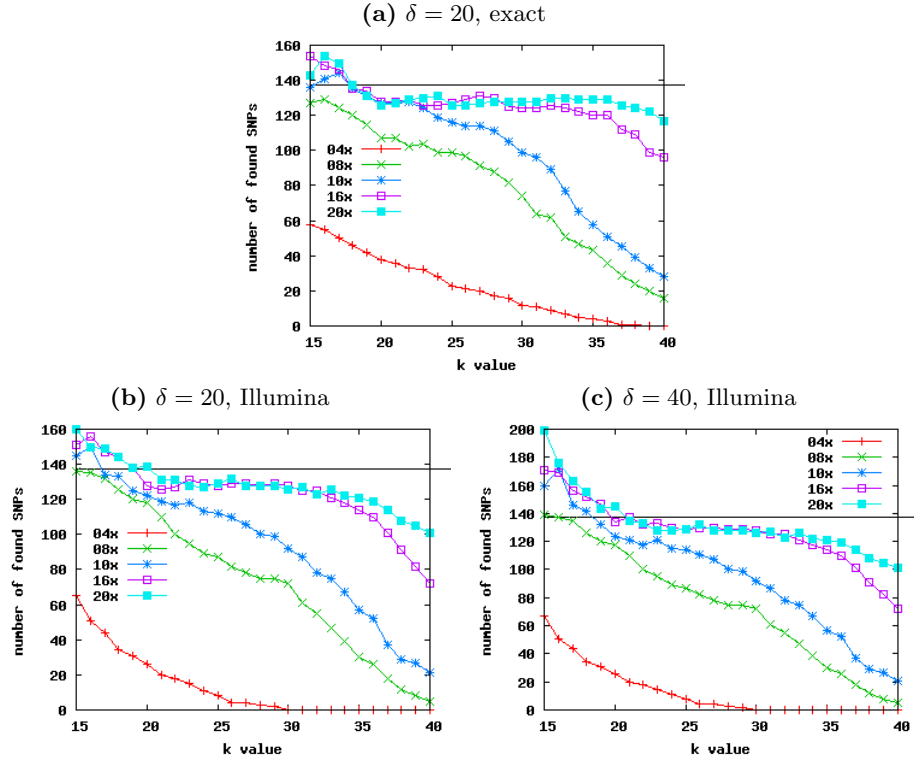 (a) δ = 20, exact
160
140
120
100
80
60
40
20
0
number of found SNPs
04x
08x
10x
16x
20x
15 20 25 30 35 40
k value
(b) δ = 20, Illumina
160
140
120
100
80
60
40
20
0
number of found SNPs
04x
08x
10x
16x
20x
15 20 25 30 35 40
k value
(c) δ = 40, Illumina
200
180
160
140
120
100
80
60
40
20
0
number of found SNPs
04x
08x
10x
16x
20x
15 20 25 30 35 40
k value